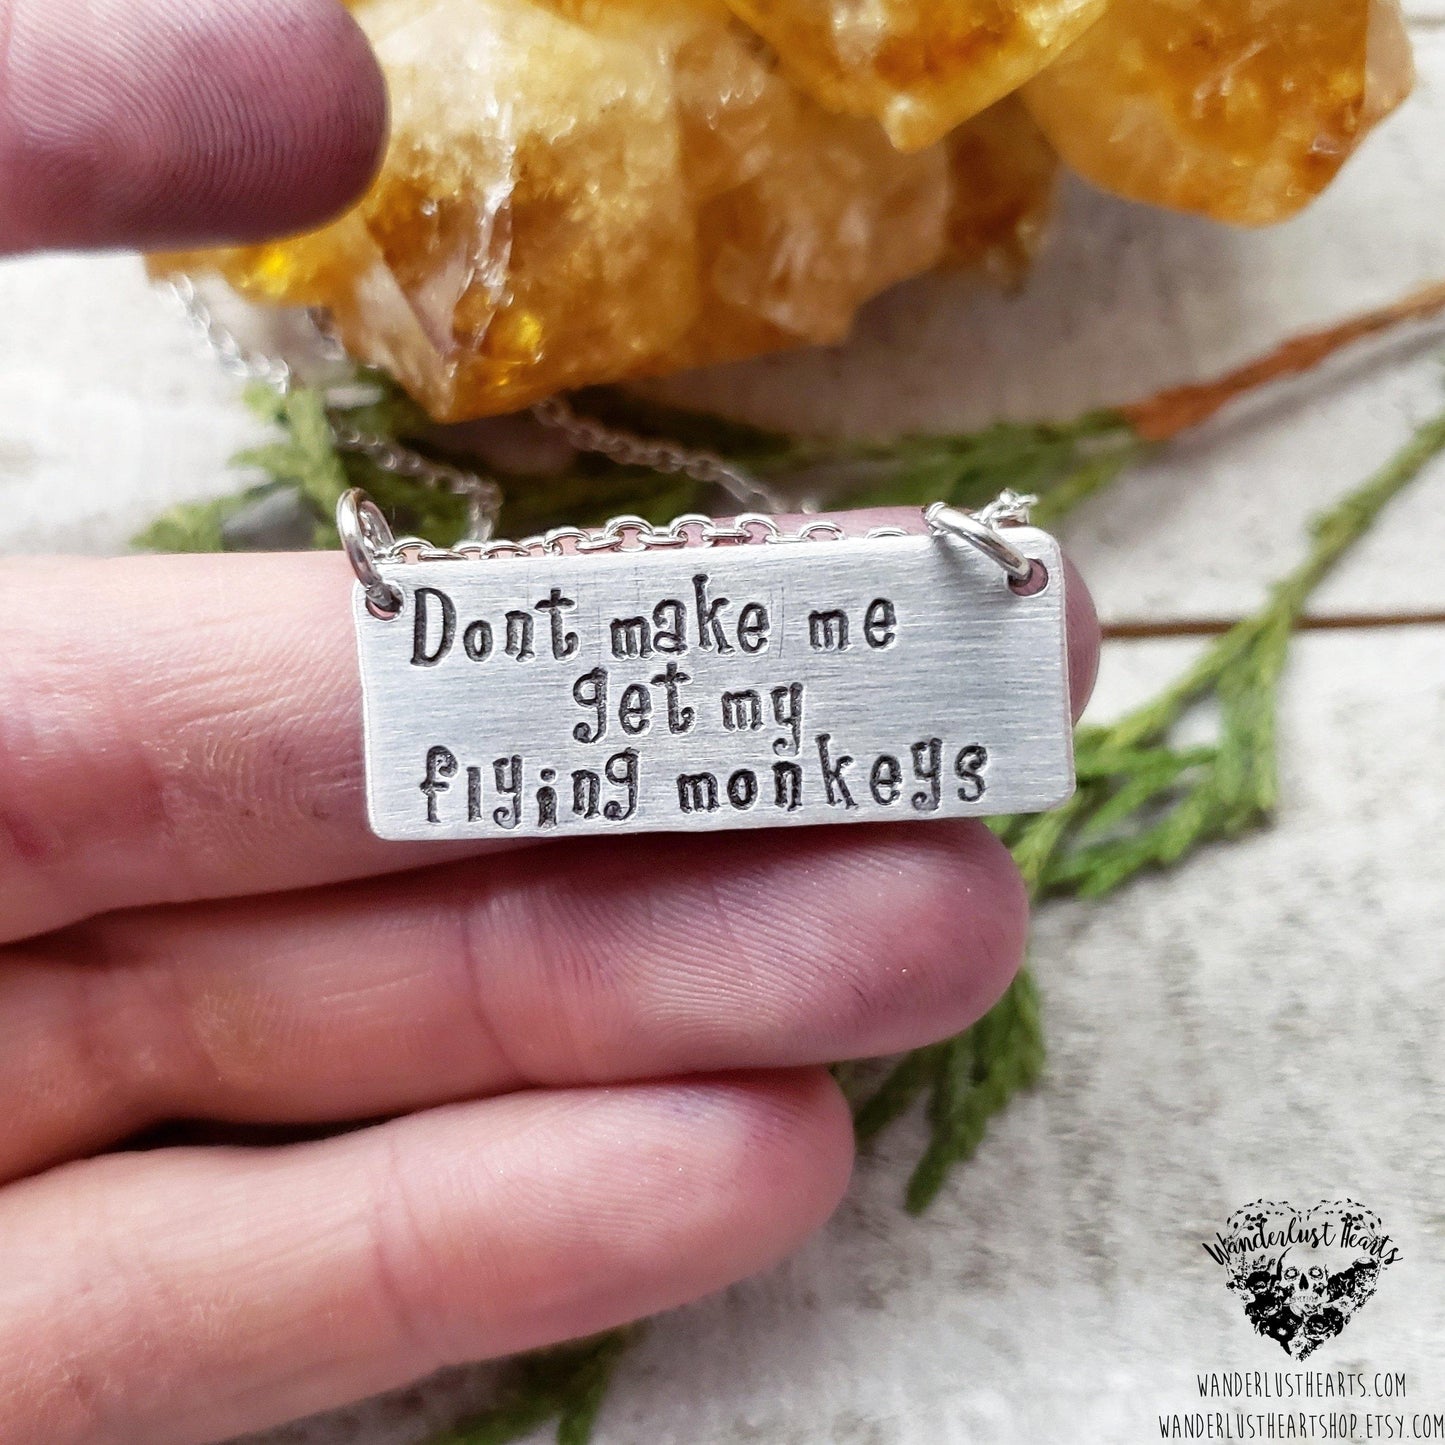 Dont make me
get my
flying monkeys
Wanderlust Hearts
WANDERLUSTHEARTS.COM
WANDERLUSTHEARTSHOP.ETSY.COM